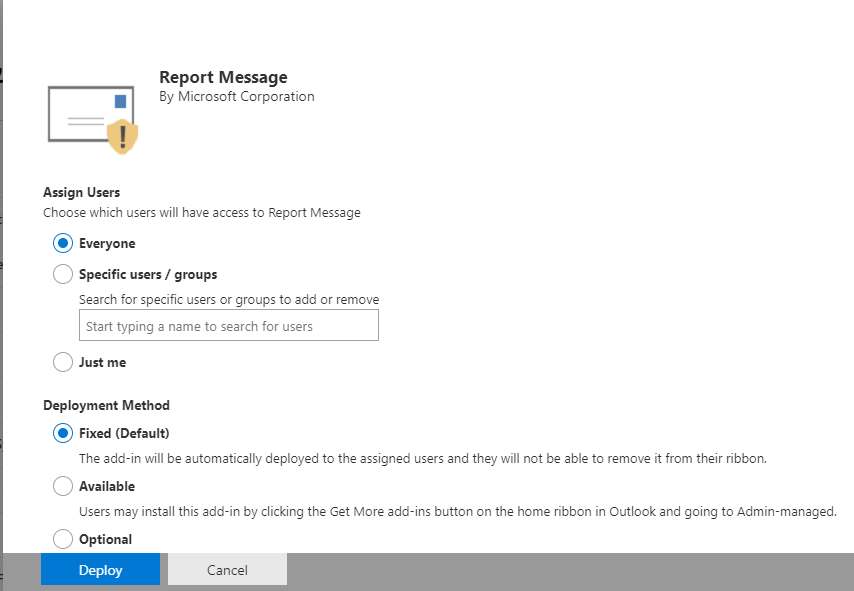 Report Message
By Microsoft Corporation
Assign Users
Choose which users will have access to Report Message
Everyone
Specific users / groups
Search for specific users or groups to add or remove
Start typing a name to search for users
Just me
Deployment Method
Fixed (Default)
The add-in will be automatically deployed to the assigned users and they will not be able to remove it from their ribbon.
Available
Users may install this add-in by clicking the Get More add-ins button on the home ribbon in Outlook and going to Admin-managed.
Optional
Deploy
Cancel